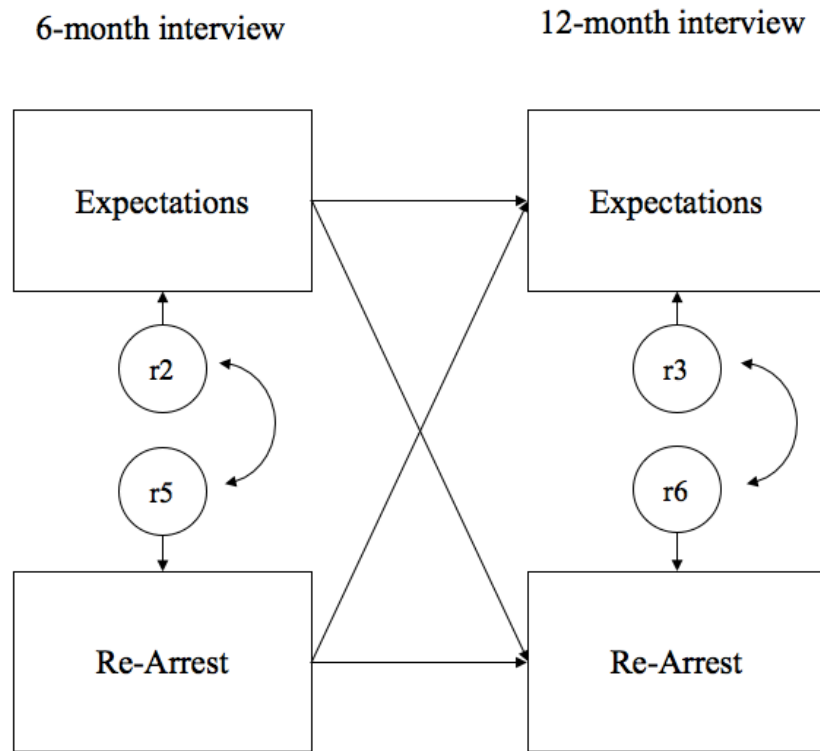 6-month interview
12-month interview
Expectations
Expectations
r2
r3
r5
r6
Re-Arrest
Re-Arrest